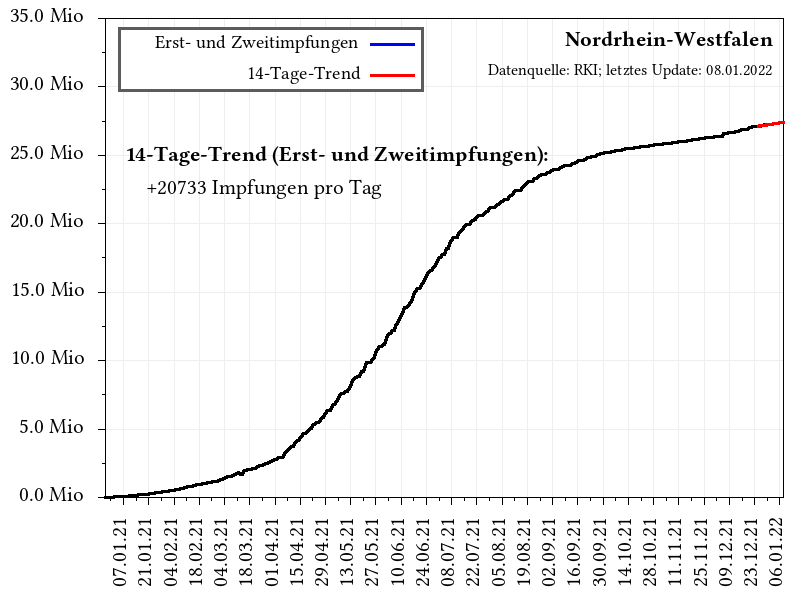 35.0 Mio
30.0 Mio
25.0 Mio
20.0 Mio
15.0 Mio
10.0 Mio
5.0 Mio
0.0 Mio
Erst- und Zweitimpfungen
14-Tage-Trend
Nordrhein-Westfalen
Datenquelle: RKI; letztes Update: 08.01.2022
14-Tage-Trend (Erst- und Zweitimpfungen):
+20733 Impfungen pro Tag
07.01.21
21.01.21
04.02.21
18.02.21
04.03.21
18.03.21
01.04.21
15.04.21
29.04.21
13.05.21
27.05.21
10.06.21
24.06.21
08.07.21
22.07.21
05.08.21
19.08.21
02.09.21
16.09.21
30.09.21
14.10.21
28.10.21
11.11.21
25.11.21
09.12.21
23.12.21
06.01.22